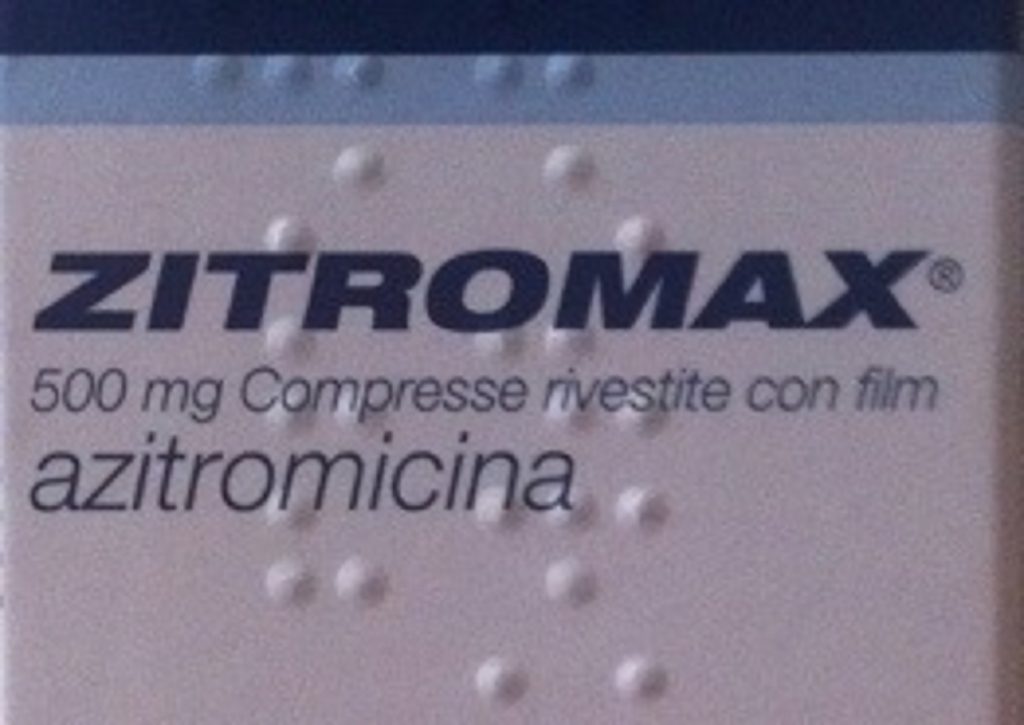 ZITROMAX®
500 mg Compresse rivestite con film
azitromicina